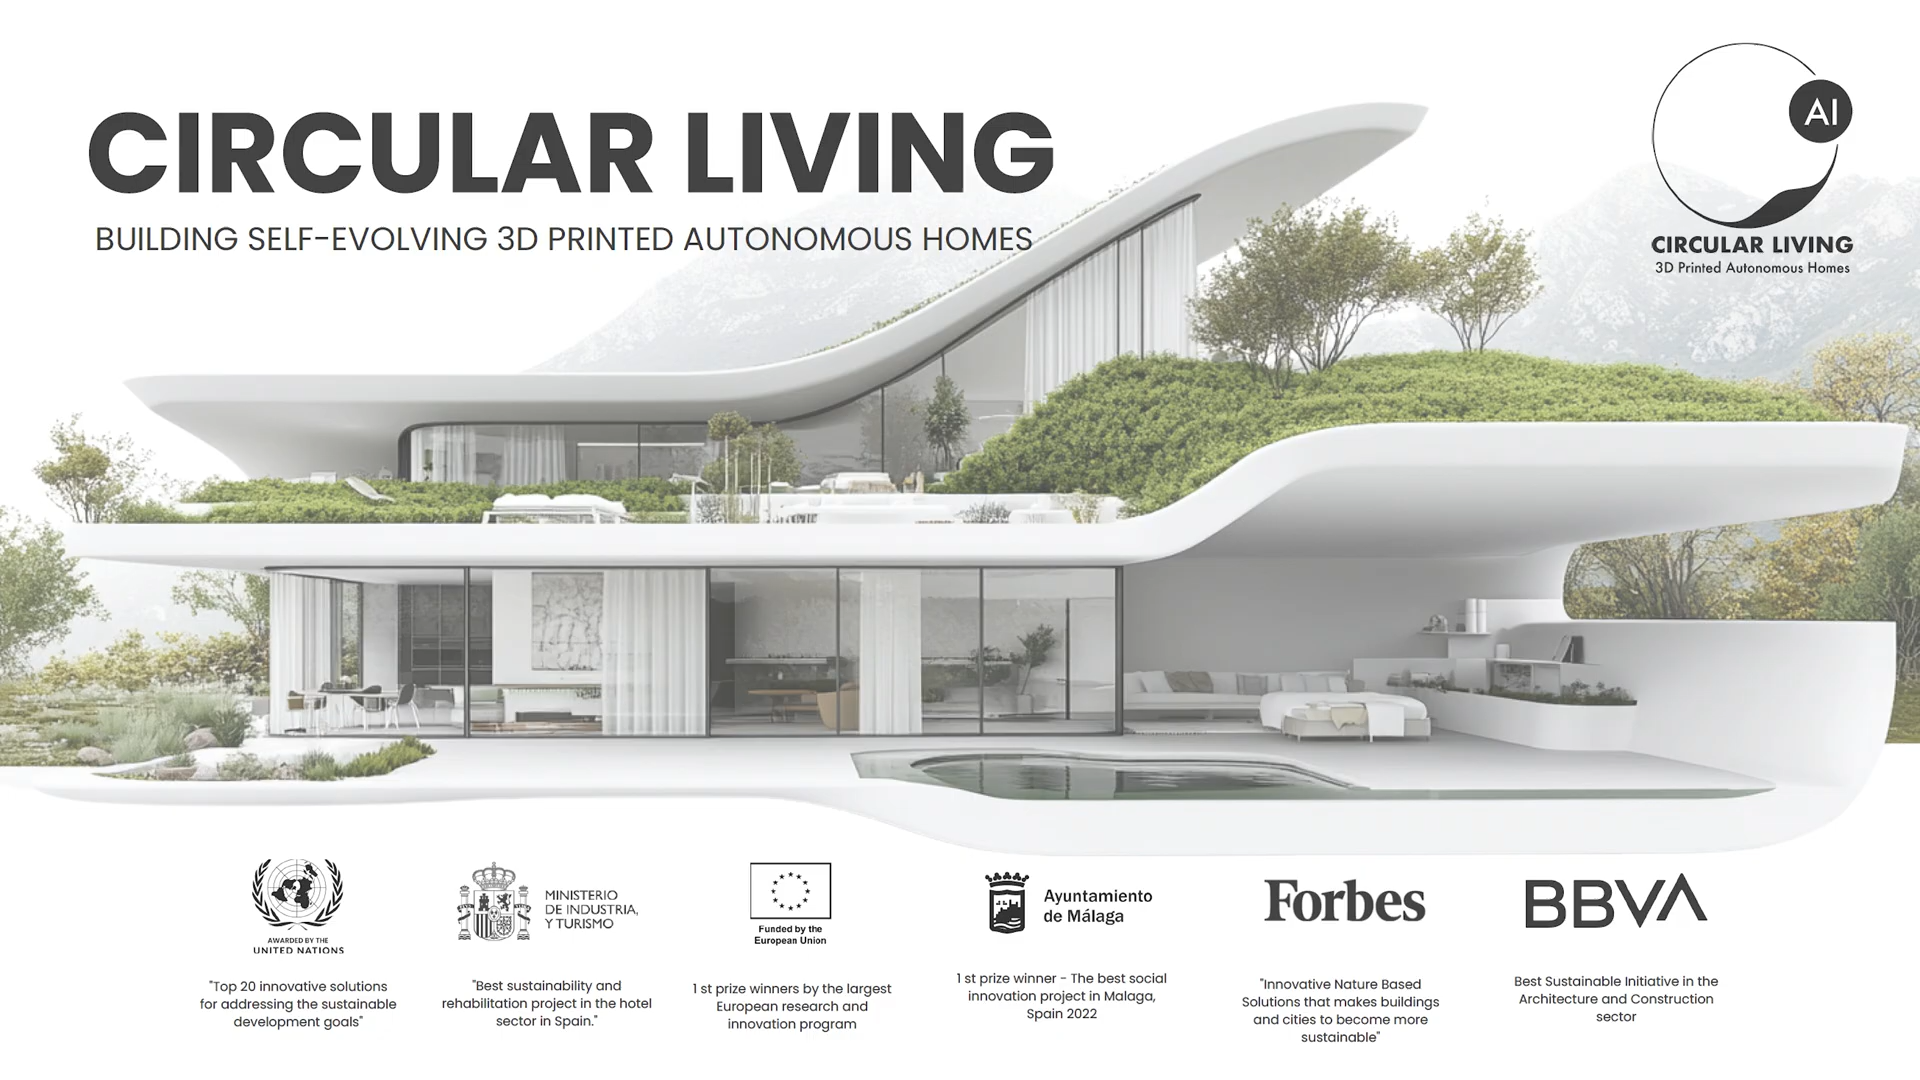 CIRCULAR LIVING
BUILDING SELF-EVOLVING 3D PRINTED AUTONOMOUS HOMES
AI
CIRCULAR LIVING
3D Printed Autonomous Homes
AWARDED BY THE
UNITED NATIONS
"Top 20 innovative solutions
for addressing the sustainable
development goals"
MINISTERIO
DE INDUSTRIA,
Y TURISMO
"Best sustainability and
rehabilitation project in the hotel
sector in Spain."
Funded by the
European Union
1 st prize winners by the largest
European research and
innovation program
Ayuntamiento
de Málaga
1 st prize winner - The best social
innovation project in Malaga,
Spain 2022
Forbes
"Innovative Nature Based
Solutions that makes buildings
and cities to become more
sustainable"
BBVA
Best Sustainable Initiative in the
Architecture and Construction
sector